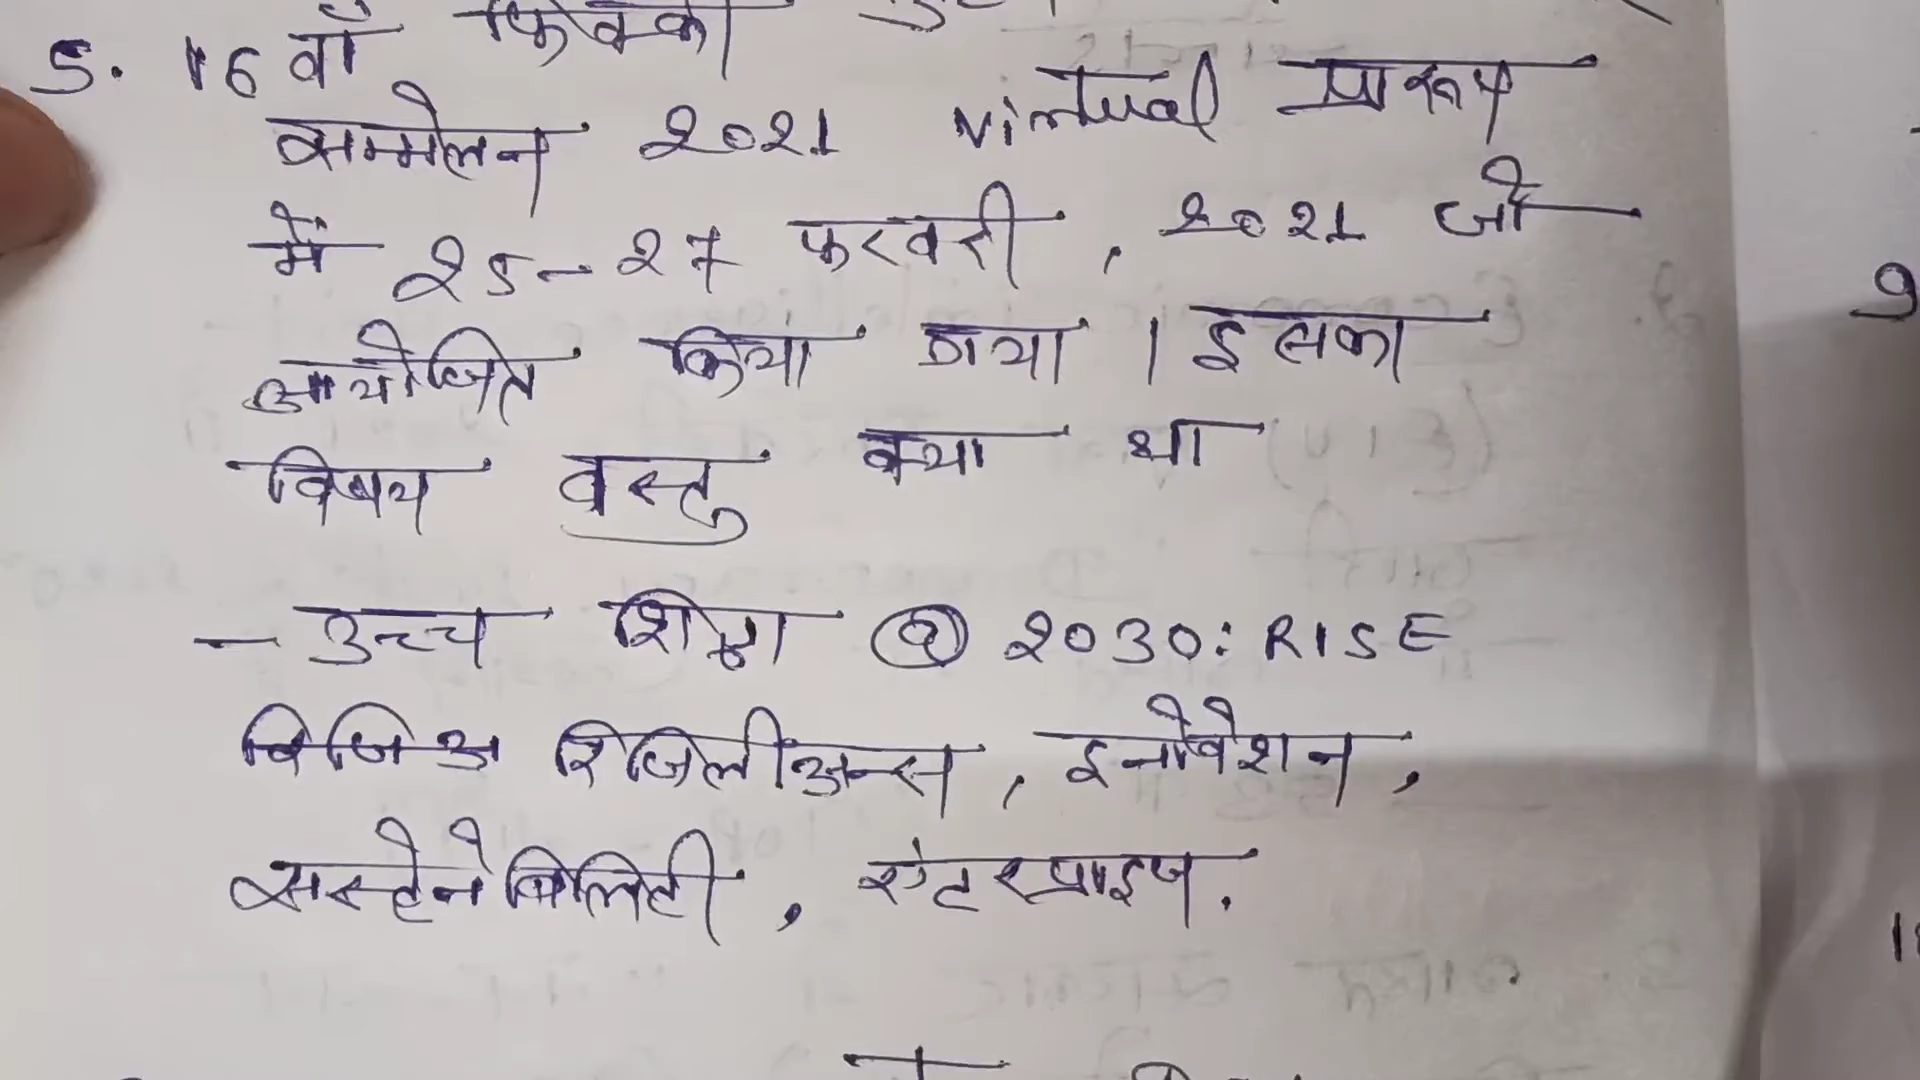 5. 16 वाँ फिक्की
सम्मेलन 2021 virtual प्रारूप
में 25-27 फरवरी, 2021 को
आयोजित किया गया । इसका
विषय वस्तु क्या था
- उच्च शिक्षा @ 2030: RISE
रिजिलीअन्स, इनोवेशन,
सस्टेनेबिलिटी, एंटरप्राइज.